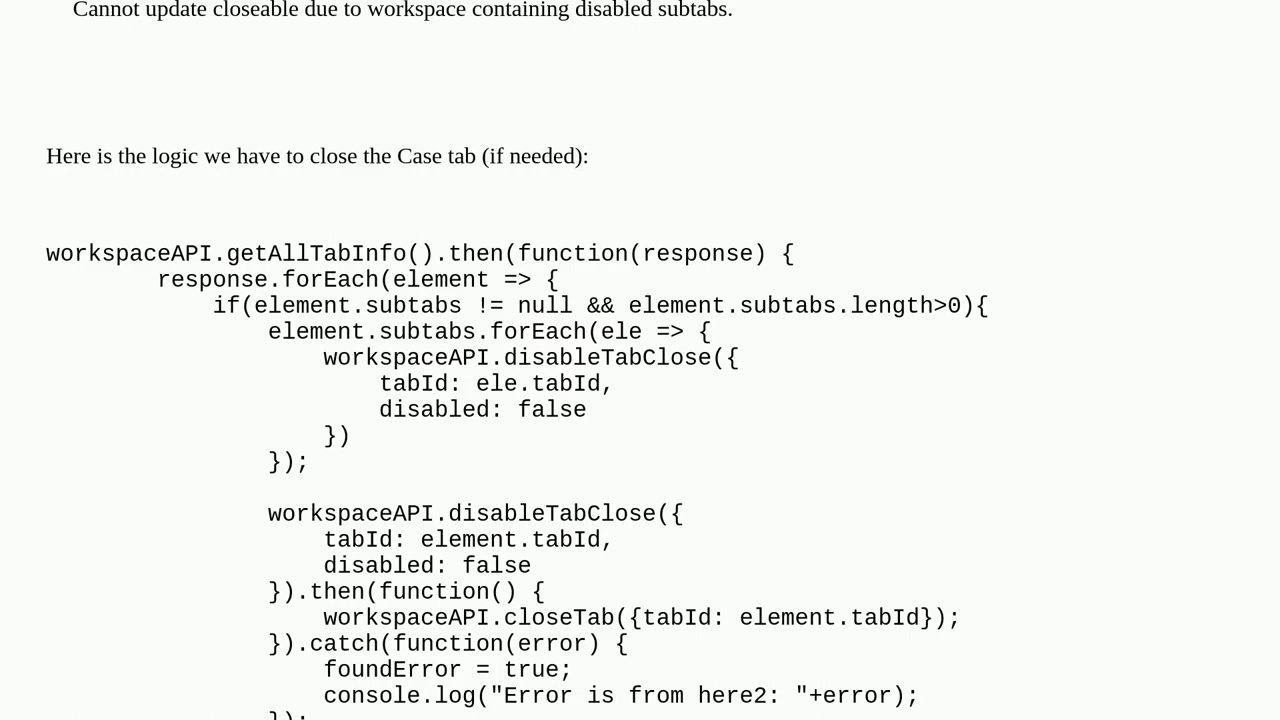 Cannot update closeable due to workspace containing disabled subtabs.
Here is the logic we have to close the Case tab (if needed):
workspaceAPI.getAllTabInfo().then(function(response) {
        response.forEach(element => {
            if(element.subtabs != null && element.subtabs.length>0){
                element.subtabs.forEach(ele => {
                    workspaceAPI.disableTabClose({
                        tabId: ele.tabId,
                        disabled: false
                    })
                });
                workspaceAPI.disableTabClose({
                    tabId: element.tabId,
                    disabled: false
                }).then(function() {
                    workspaceAPI.closeTab({tabId: element.tabId});
                }).catch(function(error) {
                    foundError = true;
                    console.log("Error is from here2: "+error);
                });